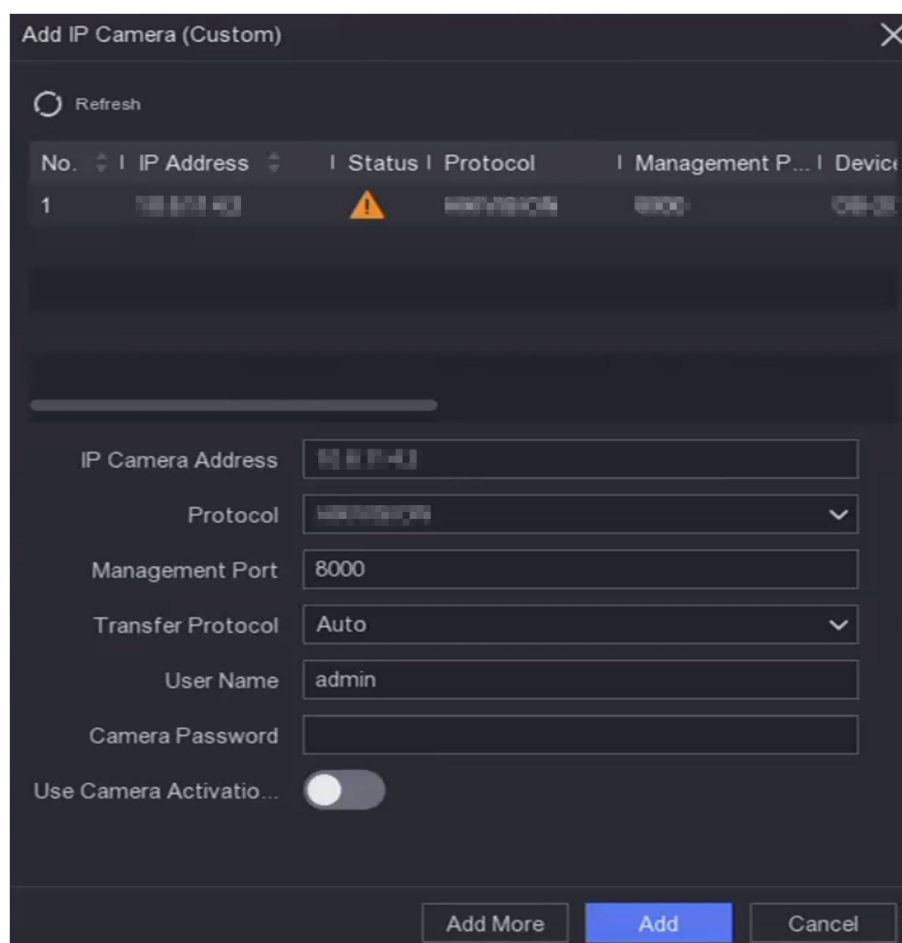 Add IP Camera (Custom)
Refresh
No. IP Address Status Protocol Management P... Device
1
IP Camera Address
Protocol
Management Port 8000
Transfer Protocol Auto
User Name admin
Camera Password
Use Camera Activatio...
Add More Add Cancel